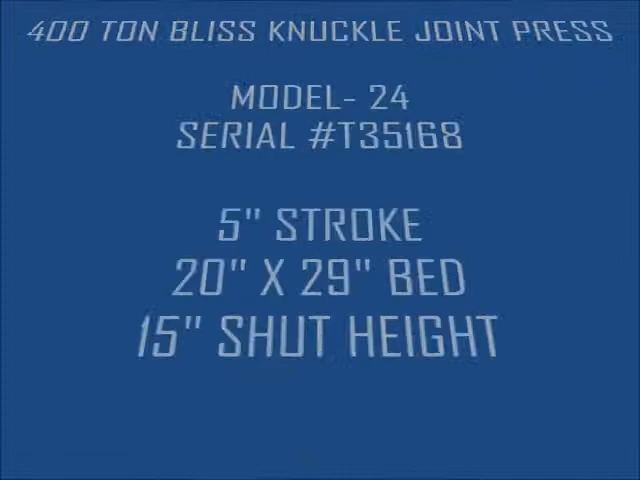 400 TON BLISS KNUCKLE JOINT PRESS
MODEL- 24
SERIAL #T35168
5" STROKE
20" X 29" BED
15" SHUT HEIGHT